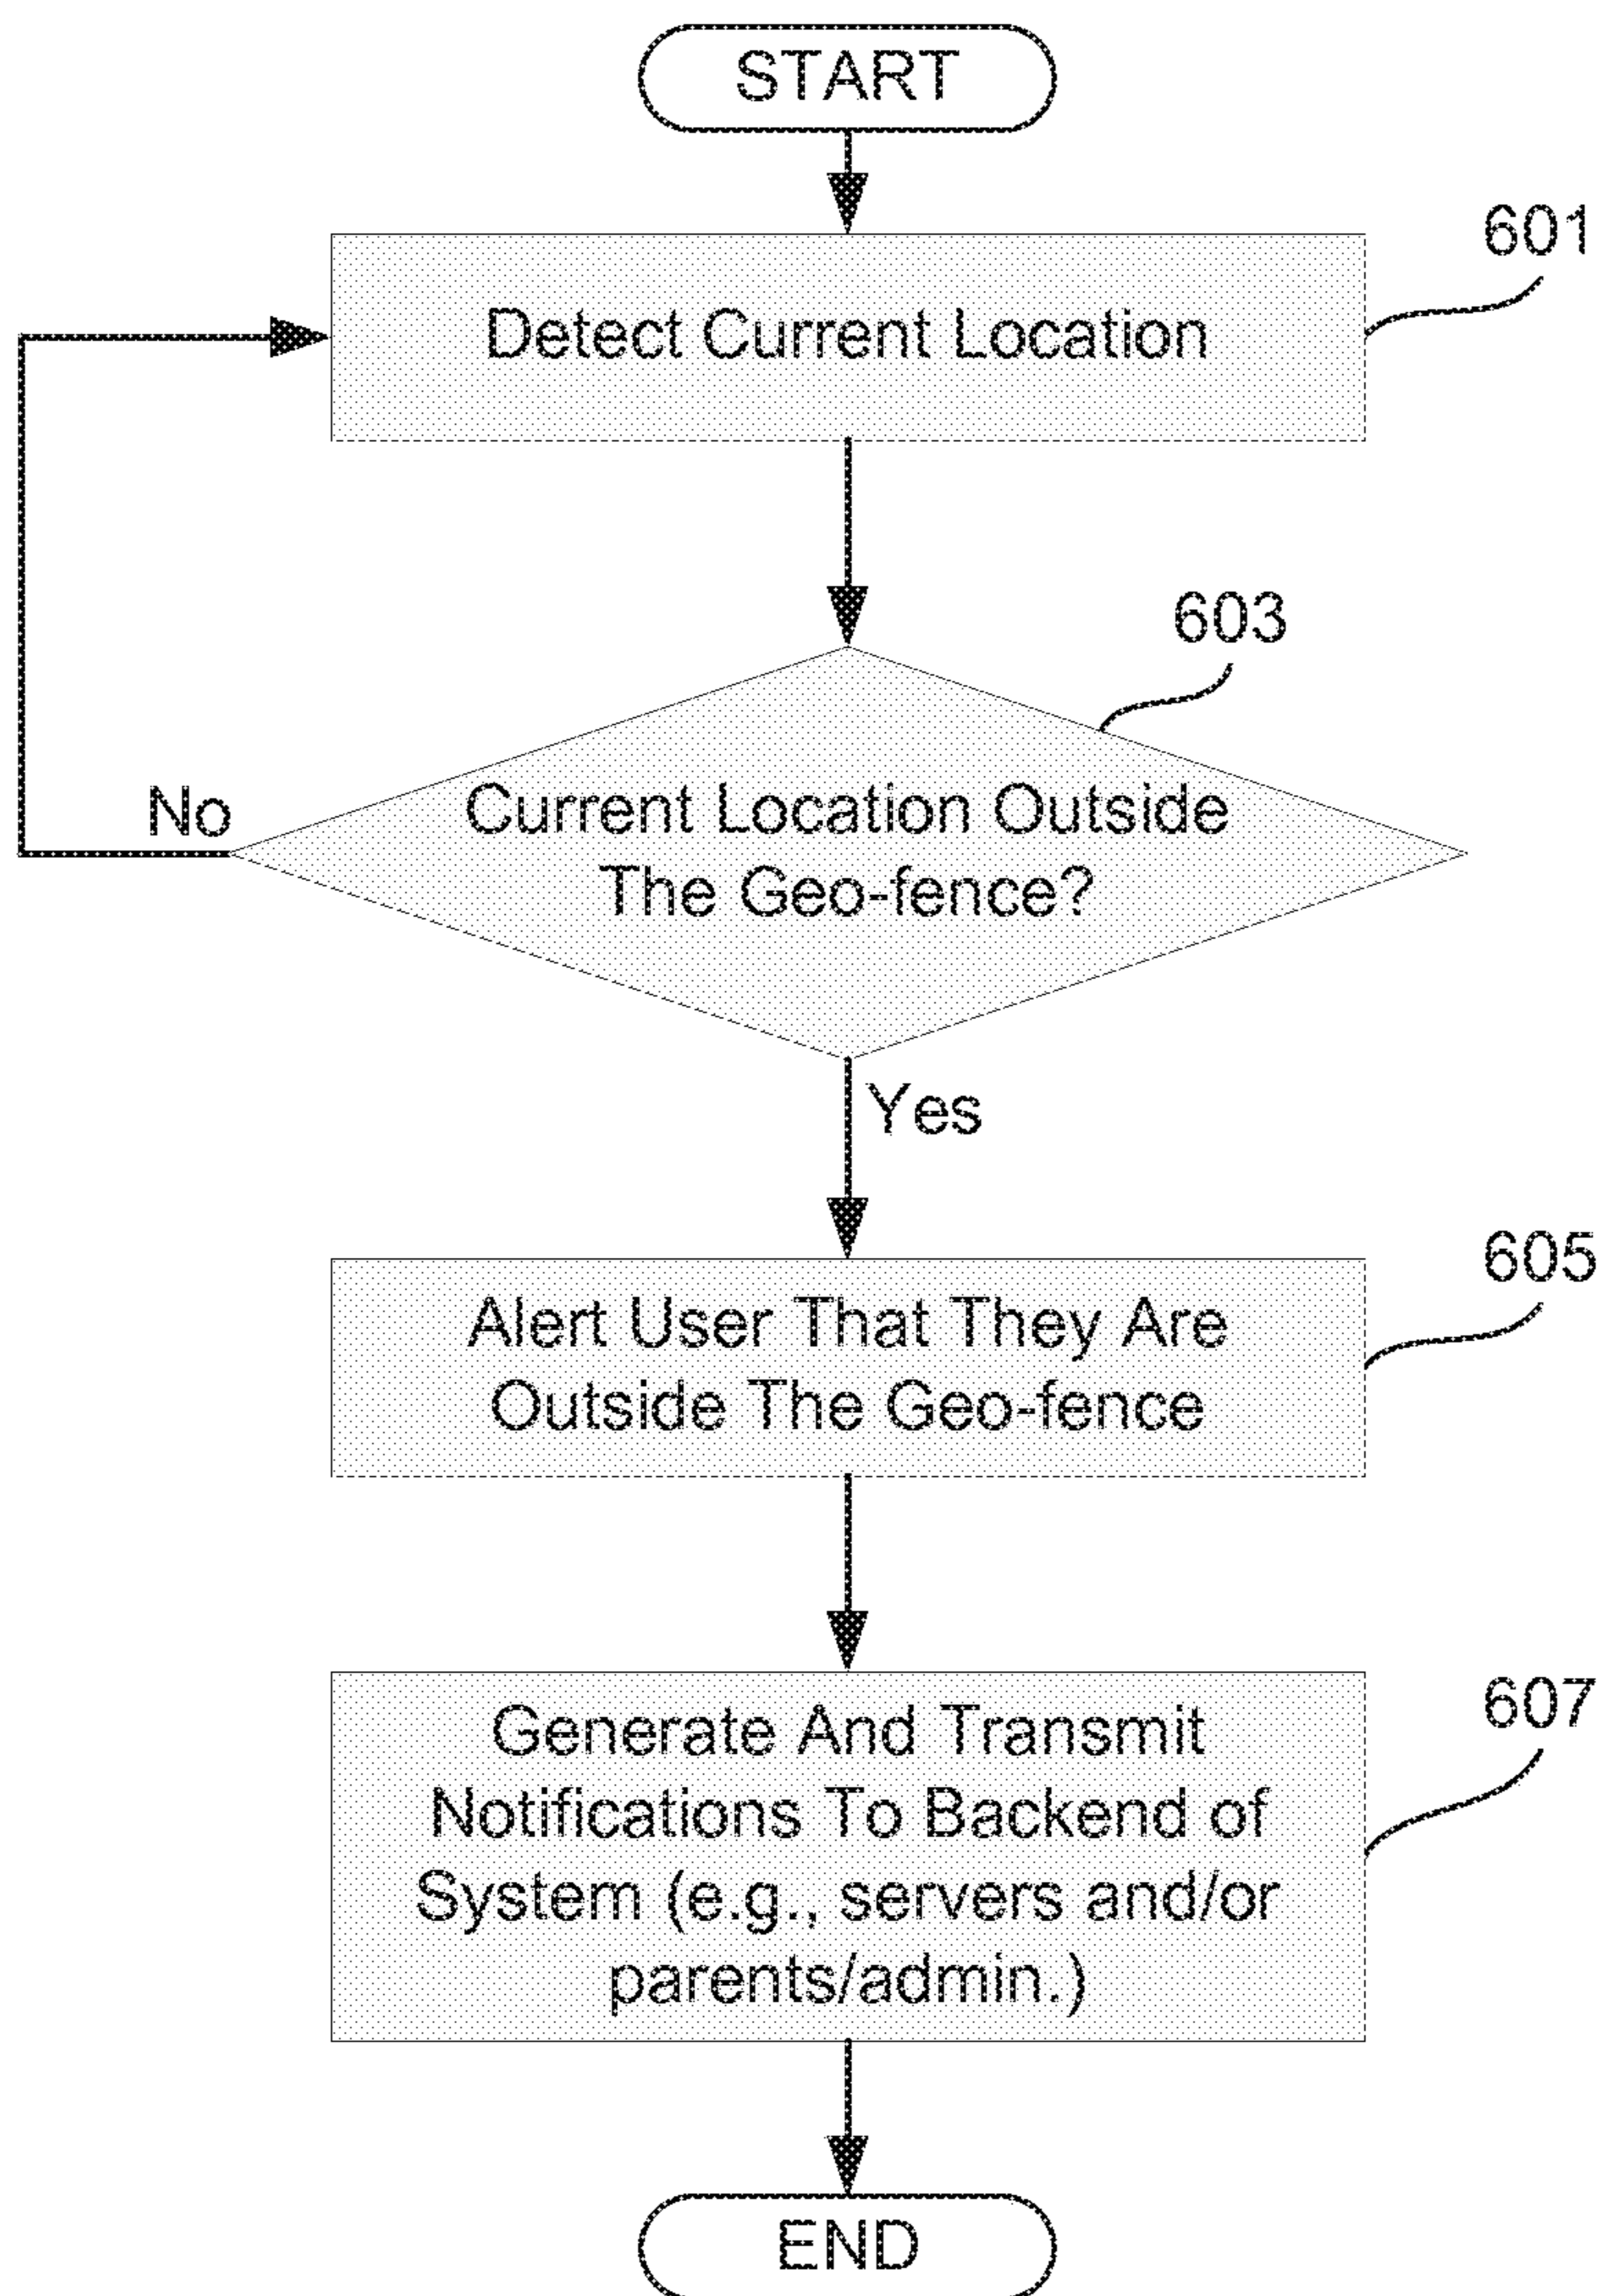 START
601
Detect Current Location
603
Current Location Outside
The Geo-fence?
No
Yes
605
Alert User That They Are
Outside The Geo-fence
607
Generate And Transmit
Notifications To Backend of
System (e.g., servers and/or
parents/admin.)
END